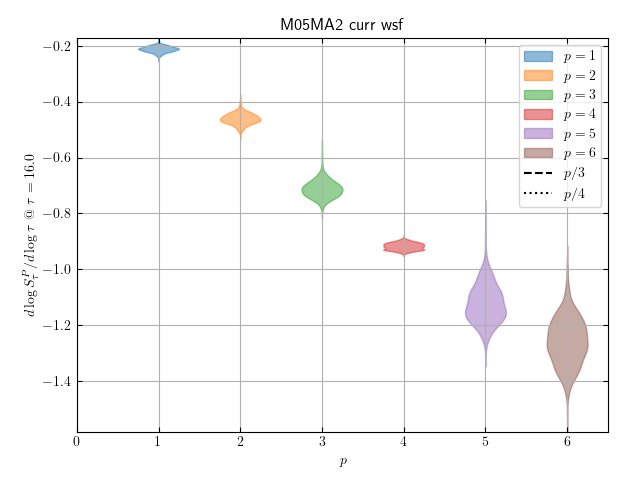 M05MA2 curr wsf
d log S_τ^P / d log τ @ τ = 16.0
−0.2
−0.4
−0.6
−0.8
−1.0
−1.2
−1.4
0 1 2 3 4 5 6
p
p = 1
p = 2
p = 3
p = 4
p = 5
p = 6
p/3
p/4